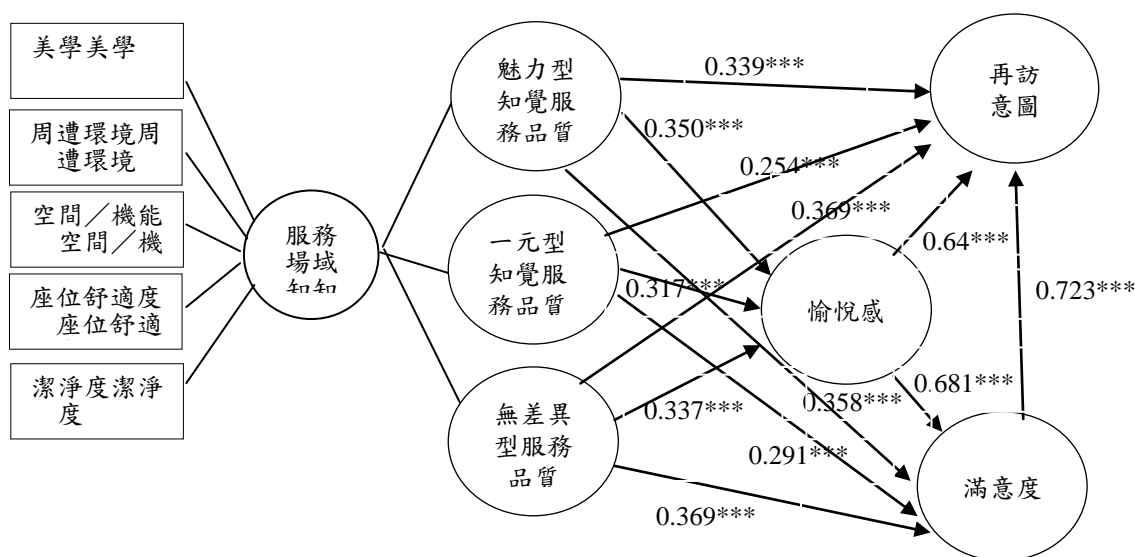 美學美學
周遭環境周
遭環境
空間／機能
空間／機
座位舒適度
座位舒適
潔淨度潔淨
度
服務
場域
知知
魅力型
知覺服
務品質
一元型
知覺服
務品質
無差異
型服務
品質
再訪
意圖
愉悅感
滿意度
0.339***
0.350***
0.254***
0.369***
0.64***
0.317***
0.723***
0.681***
0.337***
0.358***
0.291***
0.369***